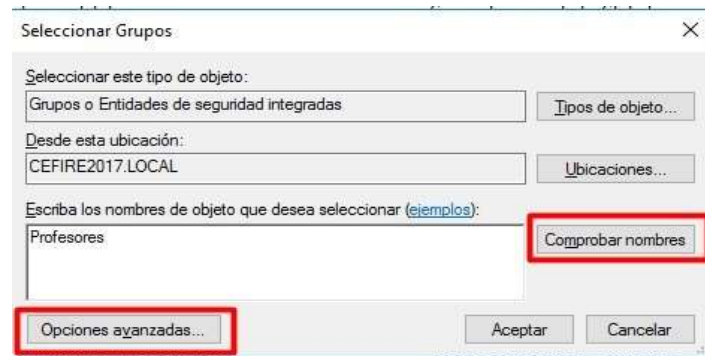 Seleccionar Grupos
Seleccionar este tipo de objeto:
Grupos o Entidades de seguridad integradas
Tipos de objeto...
Desde esta ubicación:
CEFIRE2017.LOCAL
Ubicaciones...
Escriba los nombres de objeto que desea seleccionar (ejemplos):
Profesores
Comprobar nombres
Opciones avanzadas...
Aceptar
Cancelar